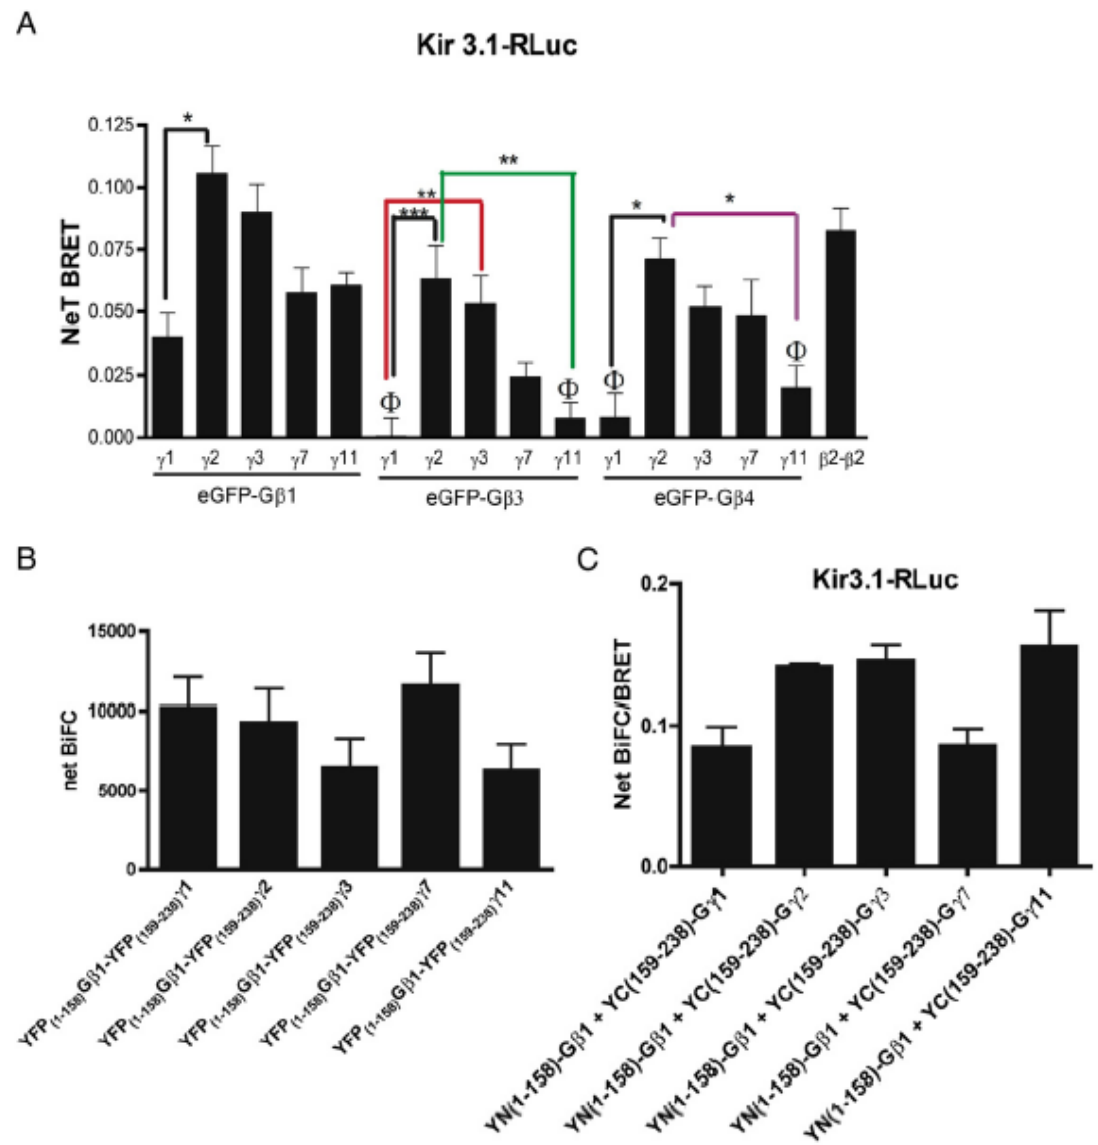 A
Kir 3.1-RLuc
NeT BRET
0.125
0.100
0.075
0.050
0.025
0.000
*
**
***
**
*
*
Φ
Φ
Φ
Φ
γ1 γ2 γ3 γ7 γ11 γ1 γ2 γ3 γ7 γ11 γ1 γ2 γ3 γ7 γ11 β2-β2
eGFP-Gβ1 eGFP-Gβ3 eGFP-Gβ4
B
net BiFC
15000
10000
5000
0
YFP(1-158)Gβ1-YFP(159-238)γ1
YFP(1-158)Gβ1-YFP(159-238)γ2
YFP(1-158)Gβ1-YFP(159-238)γ3
YFP(1-158)Gβ1-YFP(159-238)γ7
YFP(1-158)Gβ1-YFP(159-238)γ11
C
Kir3.1-RLuc
Net BiFC/BRET
0.2
0.1
0.0
YN(1-158)-Gβ1 + YC(159-238)-Gγ1
YN(1-158)-Gβ1 + YC(159-238)-Gγ2
YN(1-158)-Gβ1 + YC(159-238)-Gγ3
YN(1-158)-Gβ1 + YC(159-238)-Gγ7
YN(1-158)-Gβ1 + YC(159-238)-Gγ11